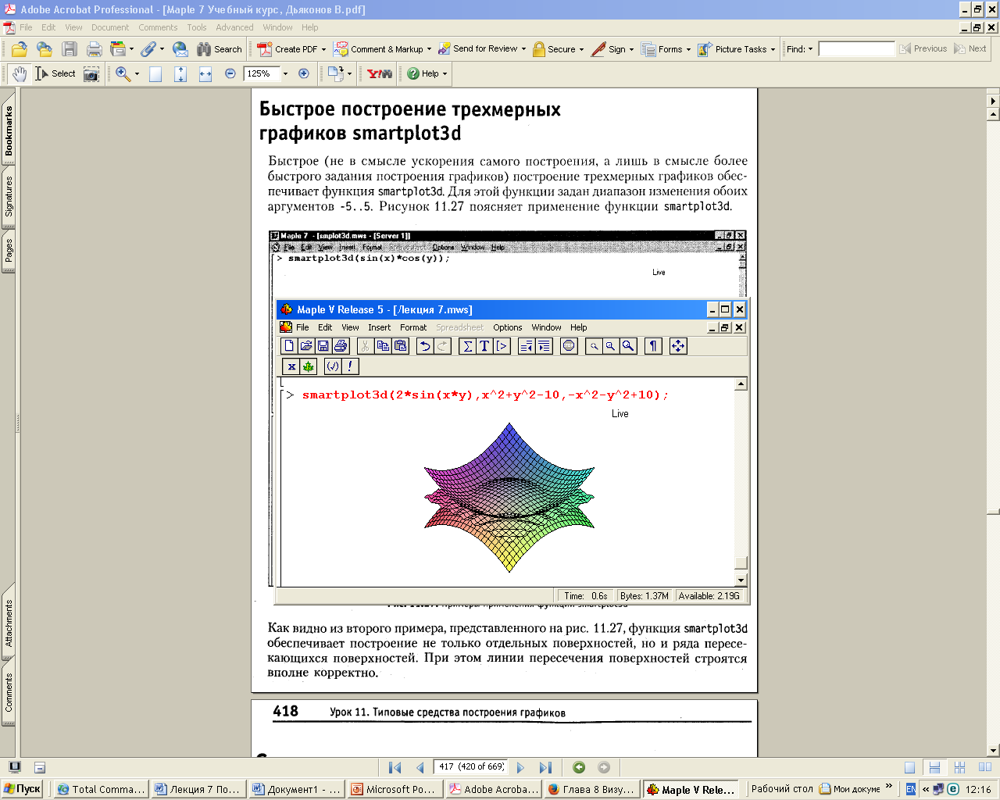 Adobe Acrobat Professional - [Maple 7 Учебный курс, Дьяконов В.pdf]
File Edit View Document Comments Tools Advanced Window Help
Search Create PDF Comment & Markup Send for Review Secure Sign Forms Picture Tasks Find: Previous Next
Select 125% Y! Help
Bookmarks
Signatures
Pages
Attachments
Comments
Быстрое построение трехмерных
графиков smartplot3d
Быстрое (не в смысле ускорения самого построения, а лишь в смысле более
быстрого задания построения графиков) построение трехмерных графиков обес-
печивает функция smartplot3d. Для этой функции задан диапазон изменения обоих
аргументов -5..5. Рисунок 11.27 поясняет применение функции smartplot3d.
Maple 7 - [smplot3d.mws - [Server 1]]
File Edit View Insert Format Options Window Help
> smartplot3d(sin(x)*cos(y));
Live
Maple V Release 5 - [Лекция 7.mws]
File Edit View Insert Format Spreadsheet Options Window Help
Σ T [> ¶
x (√) !
> smartplot3d(2*sin(x*y),x^2+y^2-10,-x^2-y^2+10);
Live
Time: 0.6s Bytes: 1.37M Available: 2.19G
Как видно из второго примера, представленного на рис. 11.27, функция smartplot3d
обеспечивает построение не только отдельных поверхностей, но и ряда пересе-
кающихся поверхностей. При этом линии пересечения поверхностей строятся
вполне корректно.
418 Урок 11. Типовые средства построения графиков
417 (420 of 669)
Пуск Total Comma... Лекция 7 По... Документ1 - ... Microsoft Po... Adobe Acroba... Глава 8 Визу... Maple V Rele... Рабочий стол Мои докуме » EN « 12:16